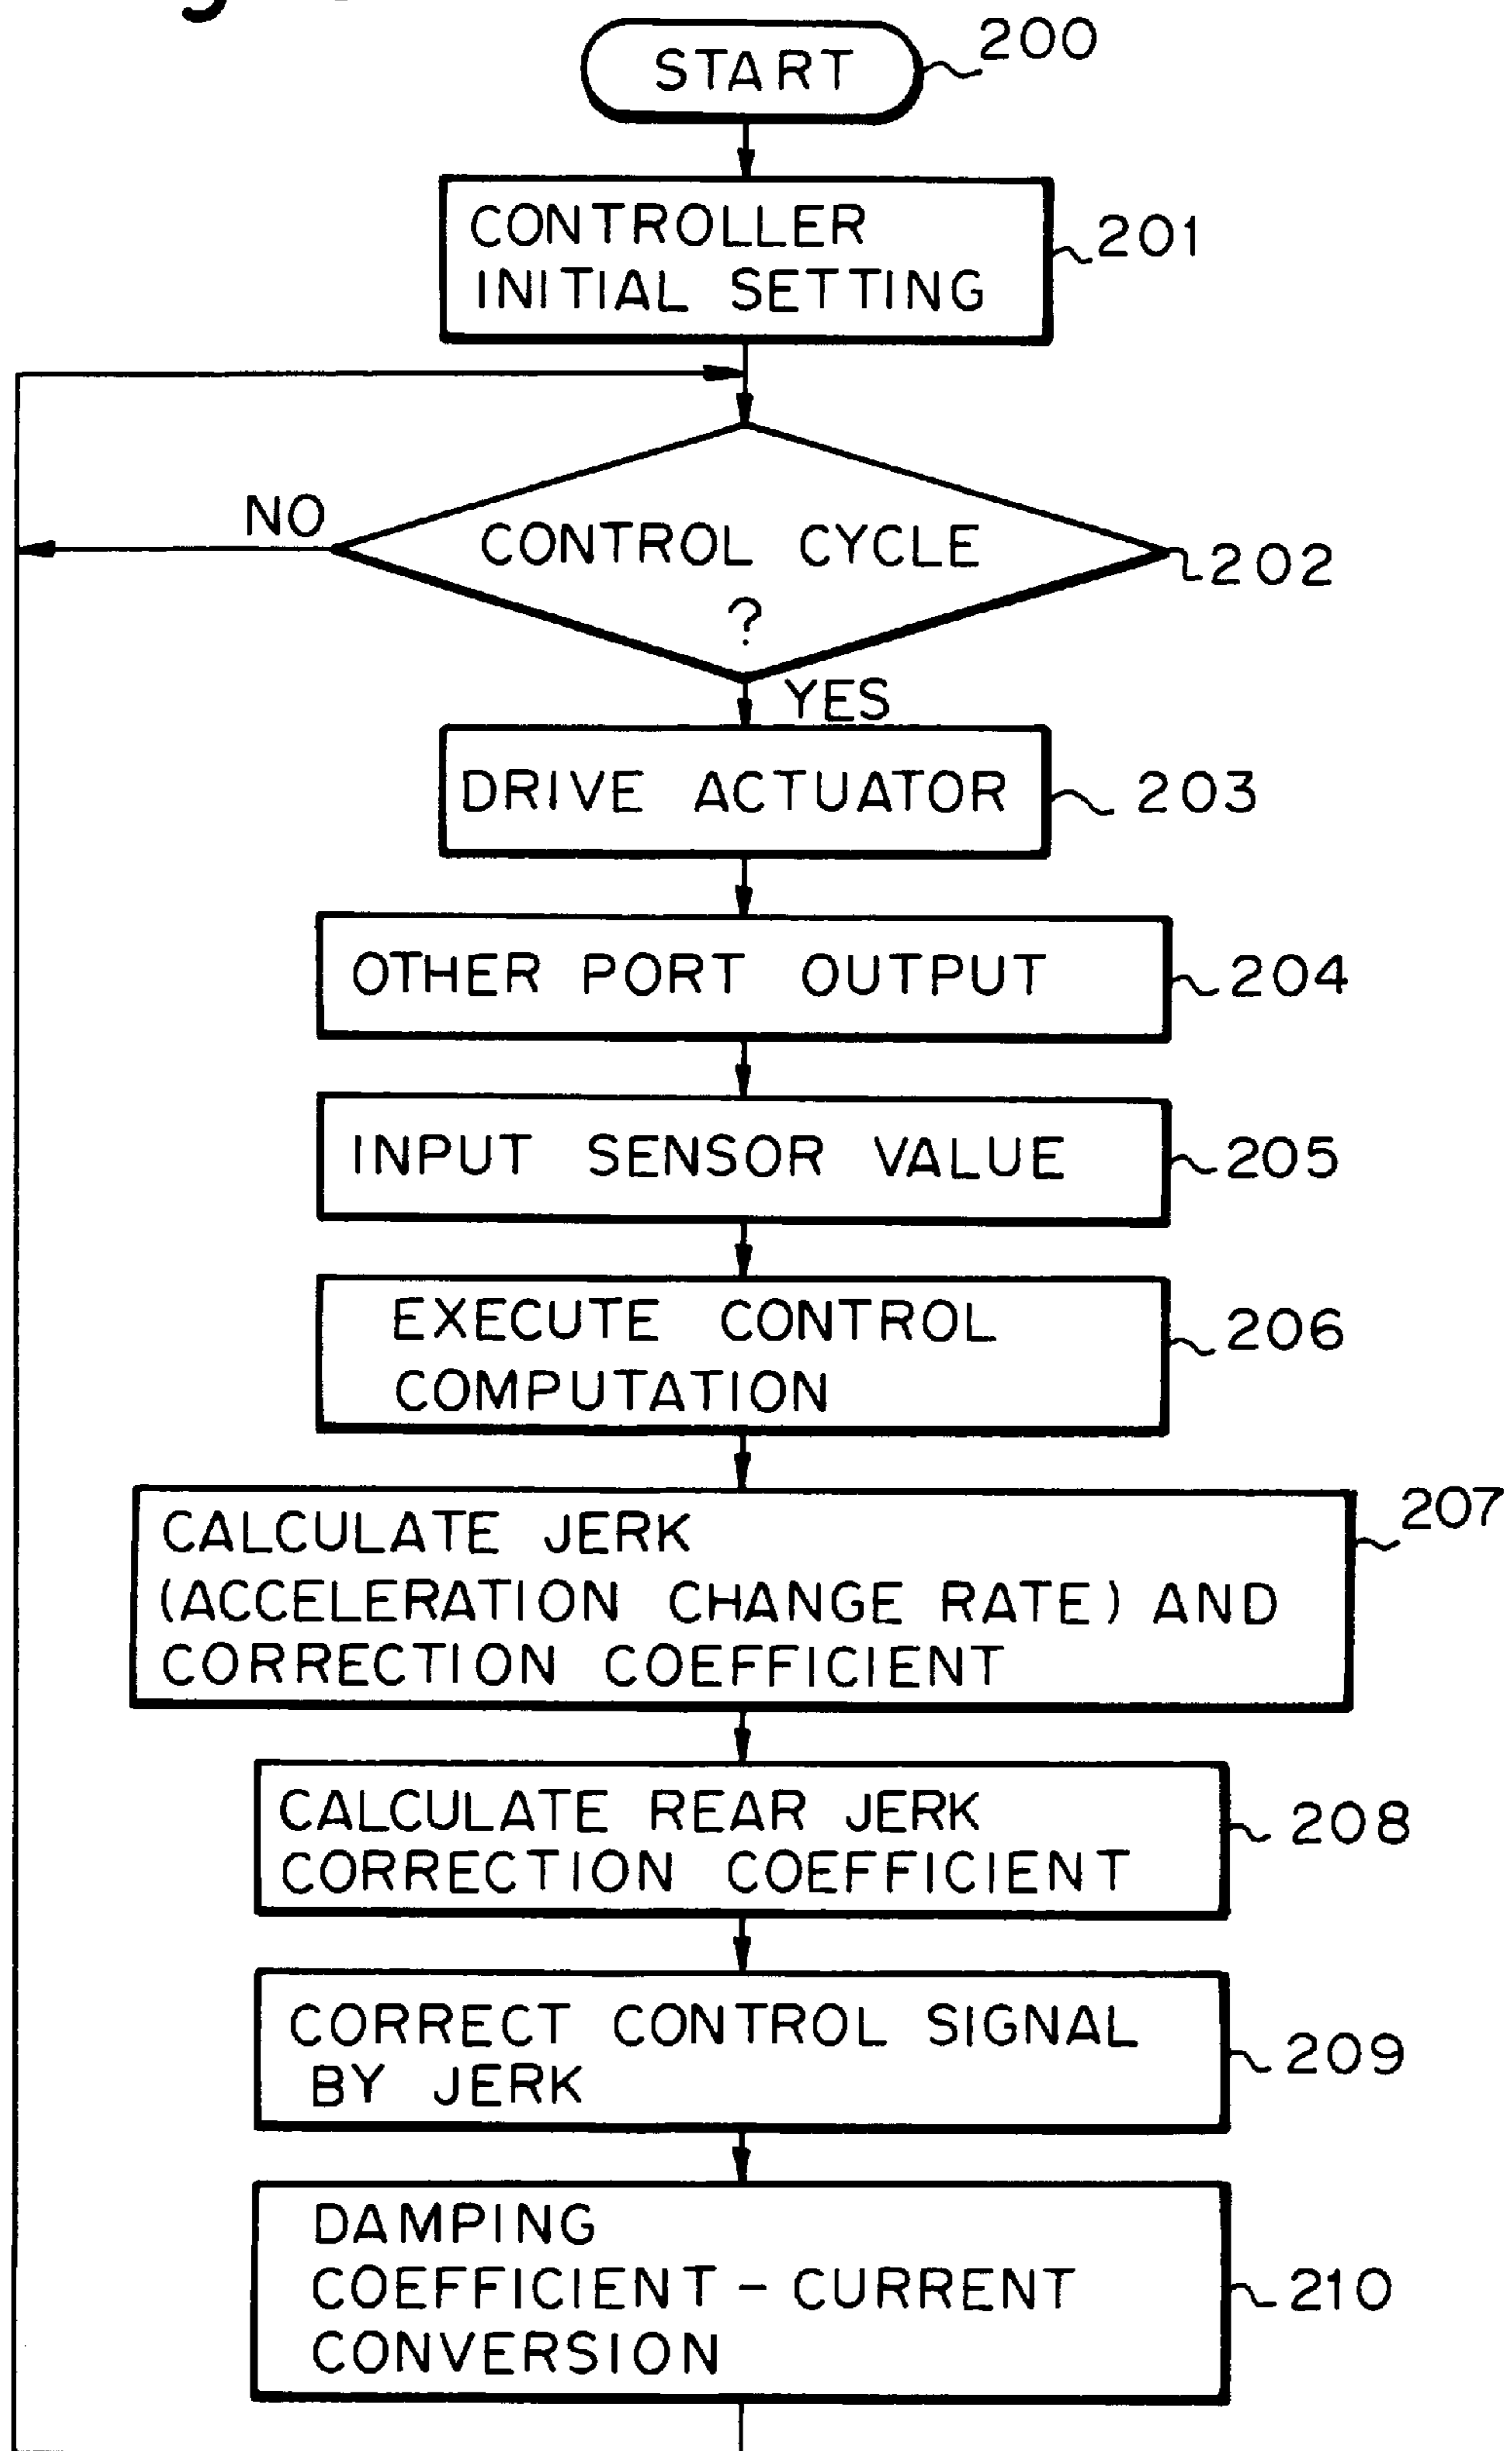 START
200
CONTROLLER
INITIAL SETTING
201
NO
CONTROL CYCLE
?
202
YES
DRIVE ACTUATOR
203
OTHER PORT OUTPUT
204
INPUT SENSOR VALUE
205
EXECUTE CONTROL
COMPUTATION
206
CALCULATE JERK
(ACCELERATION CHANGE RATE) AND
CORRECTION COEFFICIENT
207
CALCULATE REAR JERK
CORRECTION COEFFICIENT
208
CORRECT CONTROL SIGNAL
BY JERK
209
DAMPING
COEFFICIENT - CURRENT
CONVERSION
210